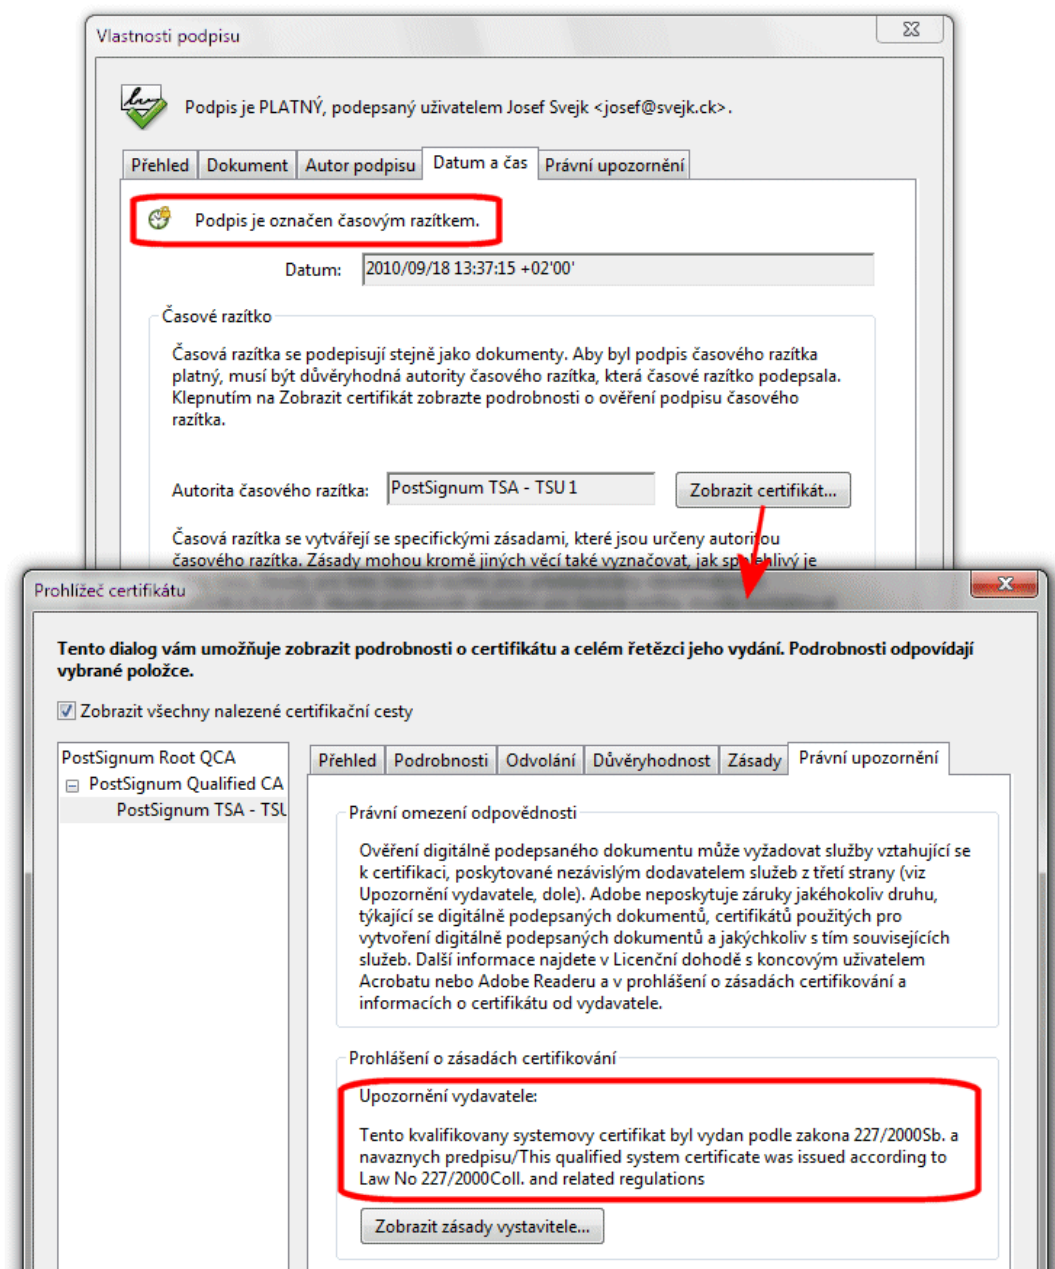 Vlastnosti podpisu
Podpis je PLATNÝ, podepsaný uživatelem Josef Svejk <josef@svejk.ck>.
Přehled
Dokument
Autor podpisu
Datum a čas
Právní upozornění
Podpis je označen časovým razítkem.
Datum:
2010/09/18 13:37:15 +02'00'
Časové razítko
Časová razítka se podepisují stejně jako dokumenty. Aby byl podpis časového razítka
platný, musí být důvěryhodná autority časového razítka, která časové razítko podepsala.
Klepnutím na Zobrazit certifikát zobrazte podrobnosti o ověření podpisu časového
razítka.
Autorita časového razítka:
PostSignum TSA - TSU 1
Zobrazit certifikát...
Časová razítka se vytvářejí se specifickými zásadami, které jsou určeny autoritou
časového razítka. Zásady mohou kromě jiných věcí také vyznačovat, jak spolehlivý je
Prohlížeč certifikátu
Tento dialog vám umožňuje zobrazit podrobnosti o certifikátu a celém řetězci jeho vydání. Podrobnosti odpovídají
vybrané položce.
Zobrazit všechny nalezené certifikační cesty
PostSignum Root QCA
PostSignum Qualified CA
PostSignum TSA - TSU
Přehled
Podrobnosti
Odvolání
Důvěryhodnost
Zásady
Právní upozornění
Právní omezení odpovědnosti
Ověření digitálně podepsaného dokumentu může vyžadovat služby vztahující se
k certifikaci, poskytované nezávislým dodavatelem služeb z třetí strany (viz
Upozornění vydavatele, dole). Adobe neposkytuje záruky jakéhokoliv druhu,
týkající se digitálně podepsaných dokumentů, certifikátů použitých pro
vytvoření digitálně podepsaných dokumentů a jakýchkoliv s tím souvisejících
služeb. Další informace najdete v Licenční dohodě s koncovým uživatelem
Acrobatu nebo Adobe Readeru a v prohlášení o zásadách certifikování a
informacích o certifikátu od vydavatele.
Prohlášení o zásadách certifikování
Upozornění vydavatele:
Tento kvalifikovany systemovy certifikat byl vydan podle zakona 227/2000Sb. a
navaznych predpisu/This qualified system certificate was issued according to
Law No 227/2000Coll. and related regulations
Zobrazit zásady vystavitele...